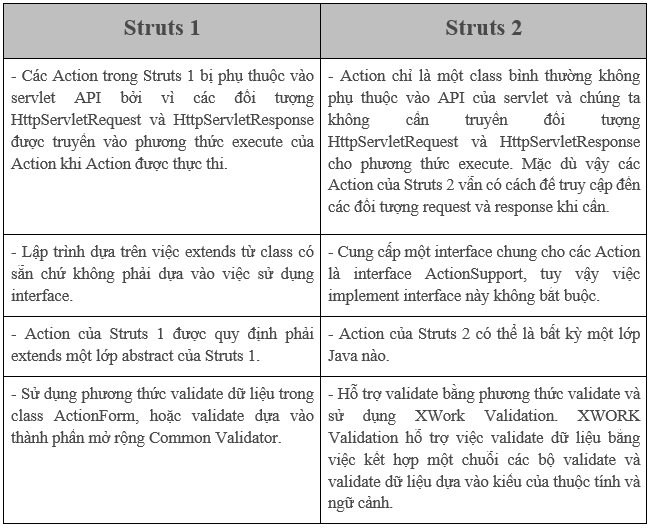 Struts 1
Struts 2
- Các Action trong Struts 1 bị phụ thuộc vào
servlet API bởi vì các đối tượng
HttpServletRequest và HttpServletResponse
được truyền vào phương thức execute của
Action khi Action được thực thi.
- Action chỉ là một class bình thường không
phụ thuộc vào API của servlet và chúng ta
không cần truyền đối tượng
HttpServletRequest và HttpServletResponse
cho phương thức execute. Mặc dù vậy các
Action của Struts 2 vẫn có cách để truy cập đến
các đối tượng request và response khi cần.
- Lập trình dựa trên việc extends từ class có
sẵn chứ không phải dựa vào việc sử dụng
interface.
- Cung cấp một interface chung cho các Action
là interface ActionSupport, tuy vậy việc
implement interface này không bắt buộc.
- Action của Struts 1 được quy định phải
extends một lớp abstract của Struts 1.
- Action của Struts 2 có thể là bất kỳ một lớp
Java nào.
- Sử dụng phương thức validate dữ liệu trong
class ActionForm, hoặc validate dựa vào
thành phần mở rộng Common Validator.
- Hỗ trợ validate bằng phương thức validate và
sử dụng XWork Validation. XWORK
Validation hỗ trợ việc validate dữ liệu bằng
việc kết hợp một chuỗi các bộ validate và
validate dữ liệu dựa vào kiểu của thuộc tính và
ngữ cảnh.